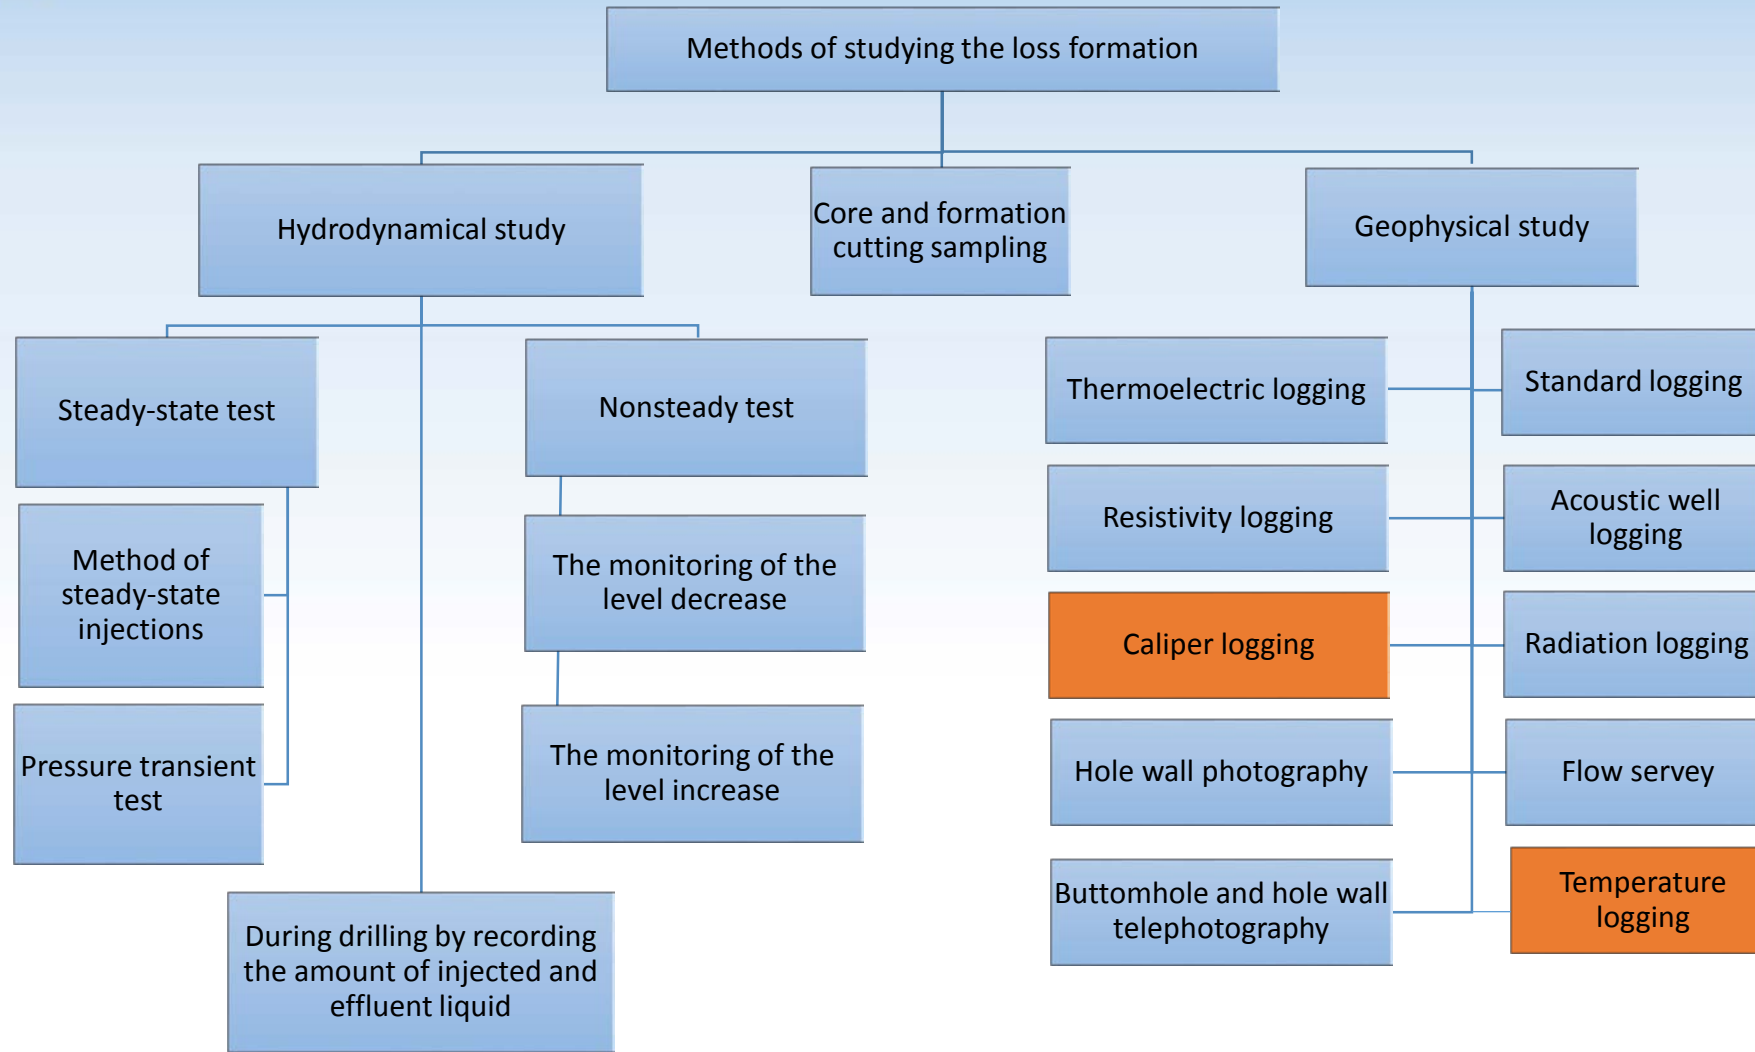 Methods of studying the loss formation
Hydrodynamical study
Core and formation
cutting sampling
Geophysical study
Steady-state test
Nonsteady test
Method of
steady-state
injections
The monitoring of the
level decrease
Pressure transient
test
The monitoring of the
level increase
During drilling by recording
the amount of injected and
effluent liquid
Thermoelectric logging
Standard logging
Resistivity logging
Acoustic well
logging
Caliper logging
Radiation logging
Hole wall photography
Flow servey
Buttomhole and hole wall
telephotography
Temperature
logging